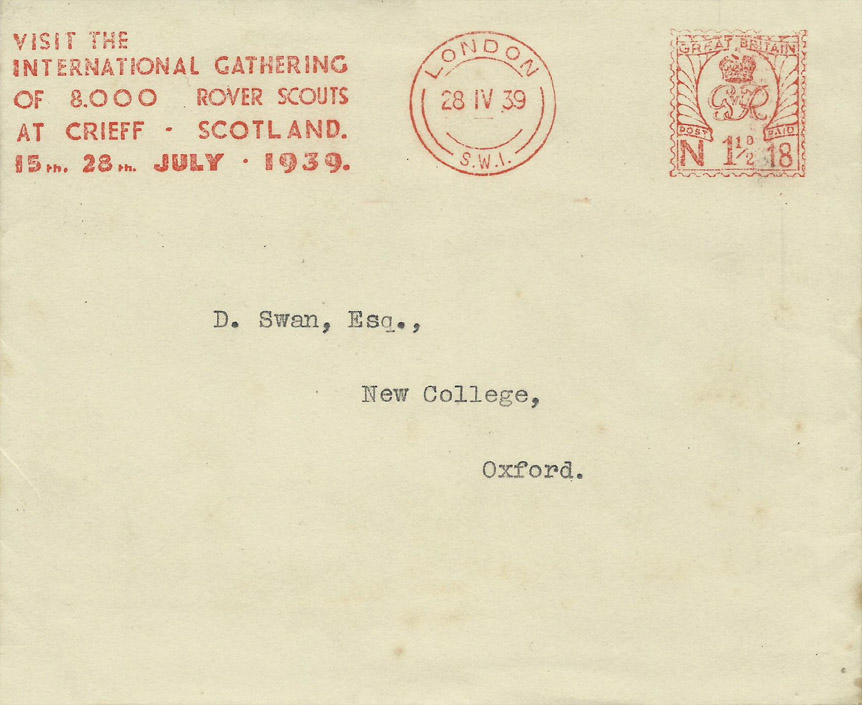 VISIT THE
INTERNATIONAL GATHERING
OF 8.000 ROVER SCOUTS
AT CRIEFF - SCOTLAND.
15TH. 28TH. JULY · 1939.
LONDON
28 IV 39
S.W.1.
GREAT BRITAIN
GVIR
POST PAID
N 1½D 18
D. Swan, Esq.,
New College,
Oxford.